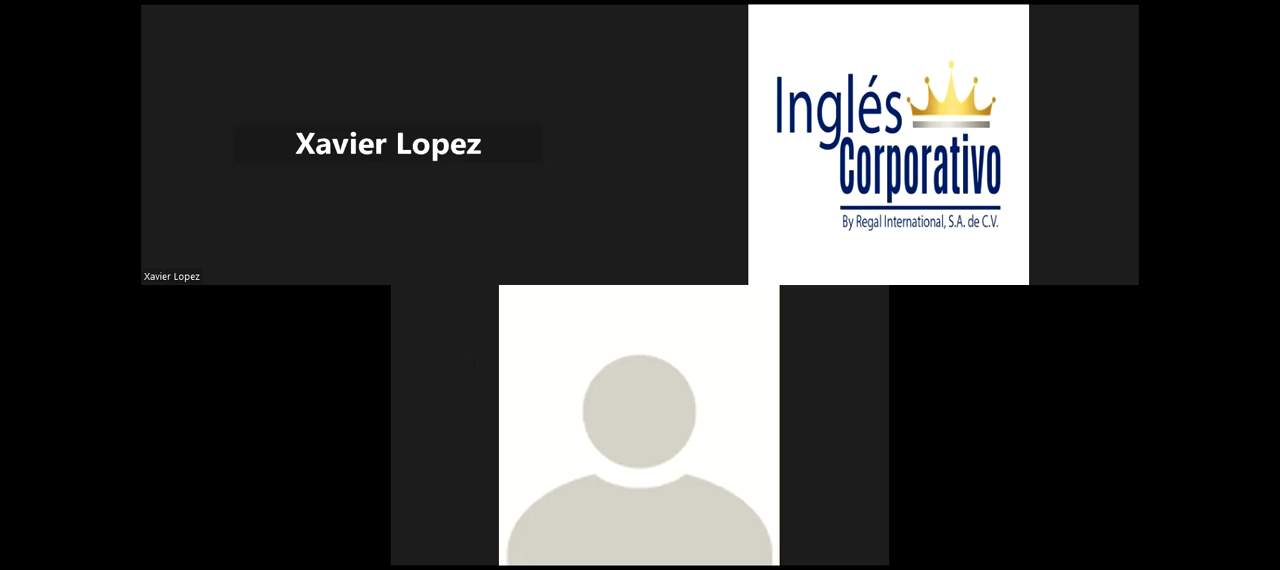 Xavier Lopez
Xavier Lopez
Inglés
Corporativo
By Regal International, S.A. de C.V.